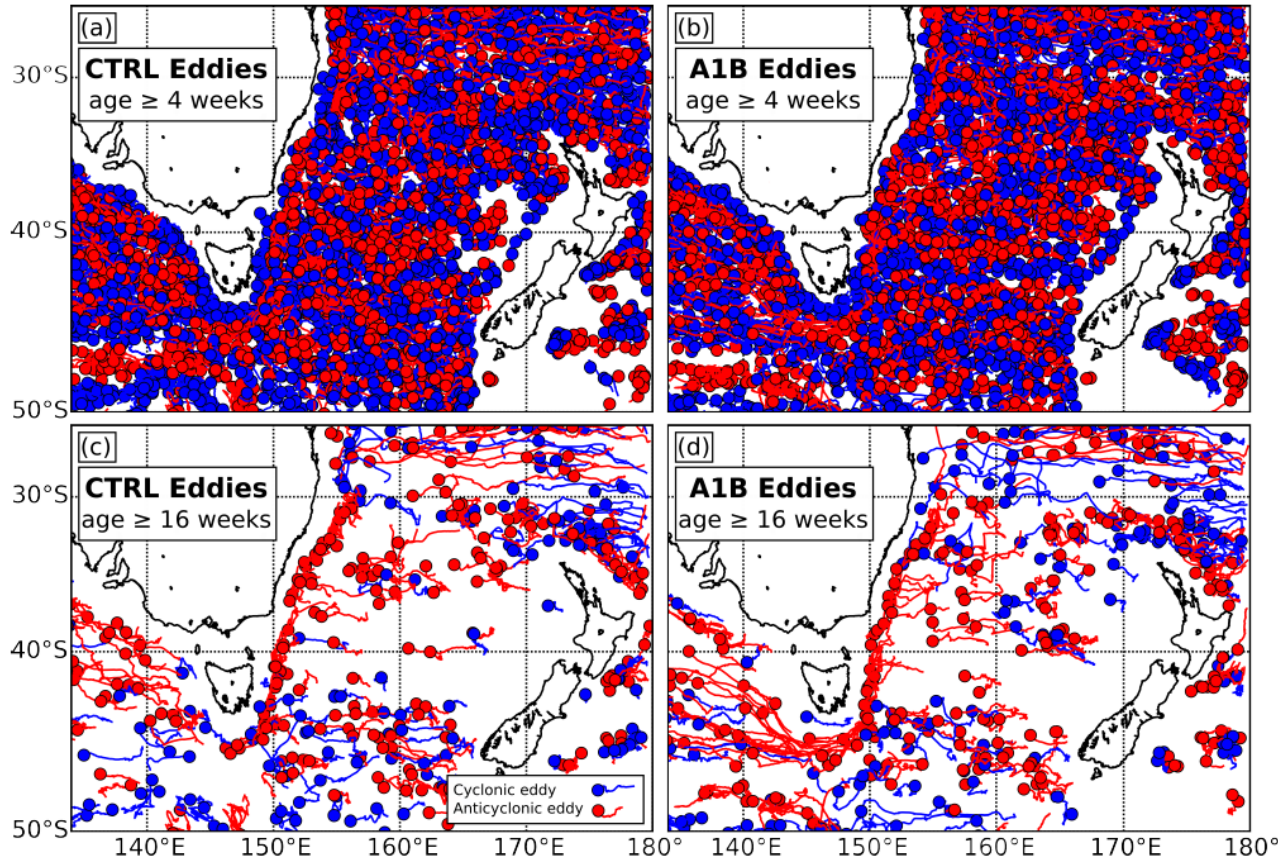 (a)
CTRL Eddies
age ≥ 4 weeks
(b)
A1B Eddies
age ≥ 4 weeks
30°S
40°S
50°S
(c)
CTRL Eddies
age ≥ 16 weeks
(d)
A1B Eddies
age ≥ 16 weeks
30°S
40°S
50°S
Cyclonic eddy
Anticyclonic eddy
140°E 150°E 160°E 170°E 180°E 140°E 150°E 160°E 170°E 180°